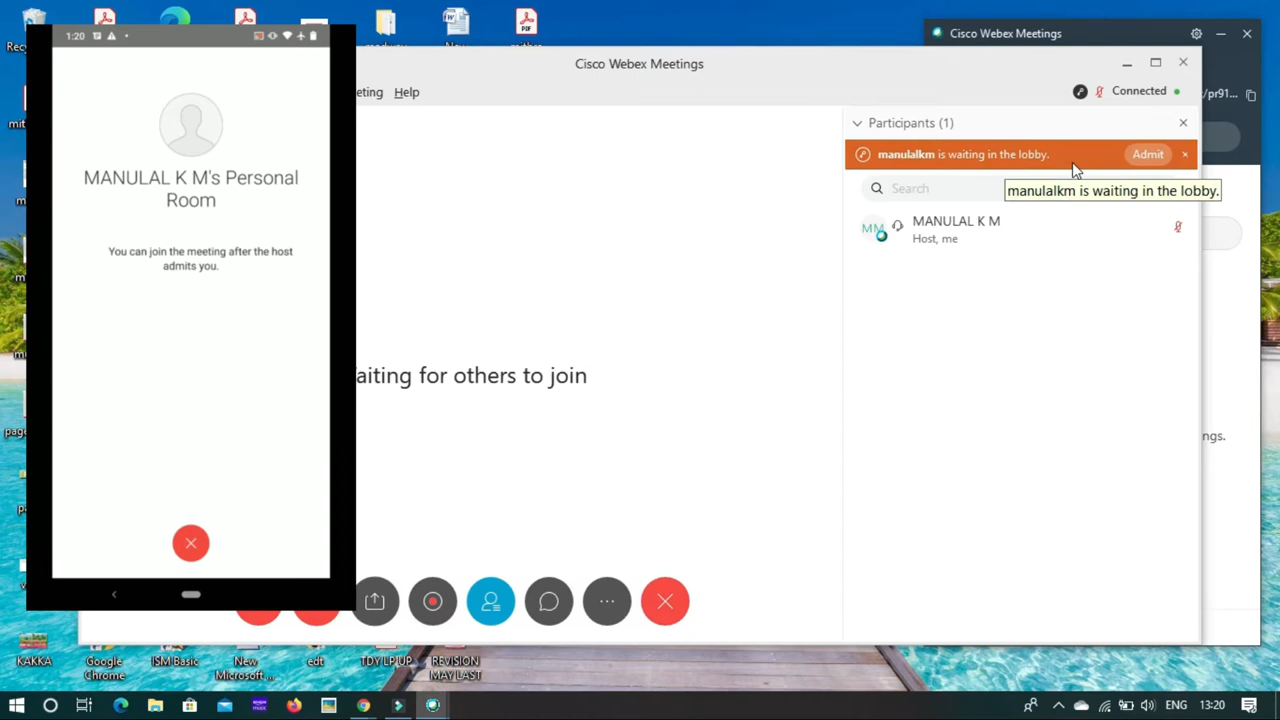 1:20
MANULAL K M's Personal
Room
You can join the meeting after the host
admits you.
Cisco Webex Meetings
Cisco Webex Meetings
Help
Connected
Participants (1)
manulalkm is waiting in the lobby.
Admit
manulalkm is waiting in the lobby.
Search
MM
MANULAL K M
Host, me
aiting for others to join
ngs.
/pr91...
KAKKA
Google
Chrome
ISM Basic
New
Microsoft ...
edt
TDY LP UP
REVISION
MAY LAST
ENG
13:20